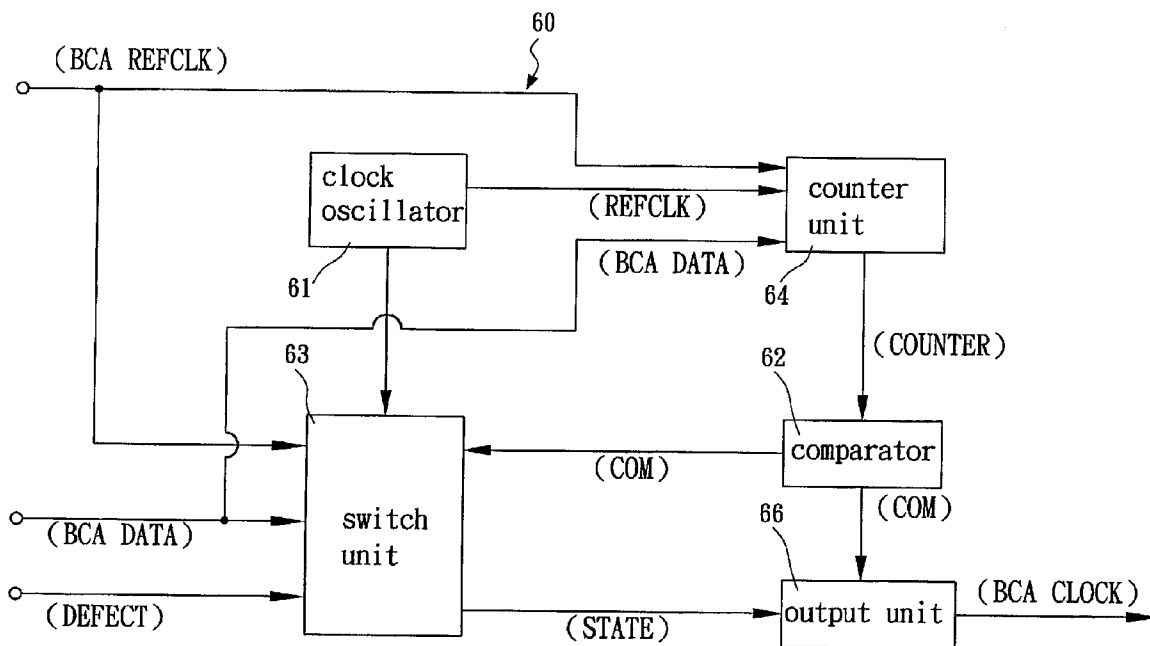 60
(BCA REFCLK)
clock
oscillator
(REFCLK)
counter
unit
61
(BCA DATA)
64
(COUNTER)
63
62
comparator
(COM)
(COM)
(BCA DATA)
switch
unit
66
(DEFECT)
(STATE)
output unit
(BCA CLOCK)